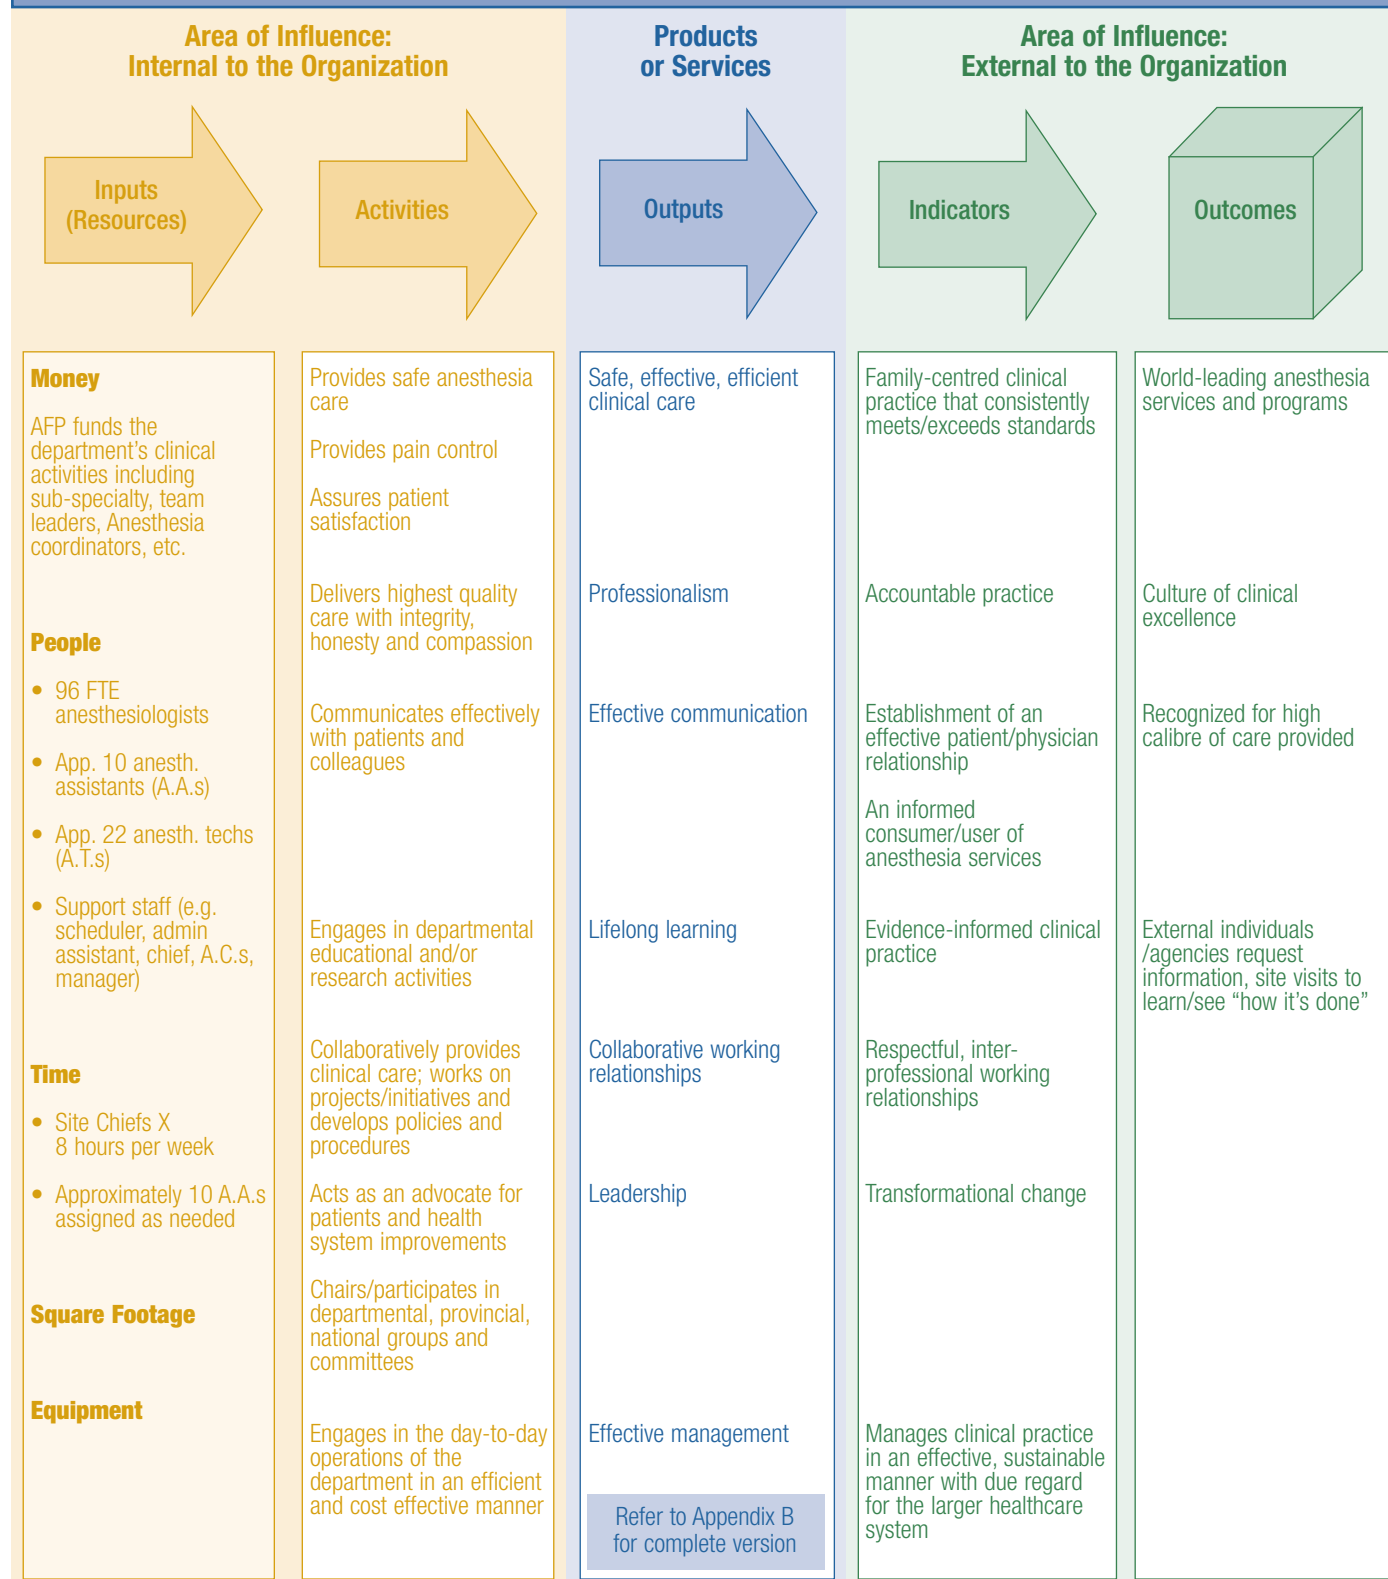 Area of Influence:
Internal to the Organization
Products
or Services
Area of Influence:
External to the Organization
Inputs
(Resources)
Activities
Outputs
Indicators
Outcomes
Money
AFP funds the
department's clinical
activities including
sub-specialty, team
leaders, Anesthesia
coordinators, etc.
People
• 96 FTE
anesthesiologists
• App. 10 anesth.
assistants (A.A.s)
• App. 22 anesth. techs
(A.T.s)
• Support staff (e.g.
scheduler, admin
assistant, chief, A.C.s,
manager)
Time
• Site Chiefs X
8 hours per week
• Approximately 10 A.A.s
assigned as needed
Square Footage
Equipment
Provides safe anesthesia
care
Provides pain control
Assures patient
satisfaction
Delivers highest quality
care with integrity,
honesty and compassion
Communicates effectively
with patients and
colleagues
Engages in departmental
educational and/or
research activities
Collaboratively provides
clinical care; works on
projects/initiatives and
develops policies and
procedures
Acts as an advocate for
patients and health
system improvements
Chairs/participates in
departmental, provincial,
national groups and
committees
Engages in the day-to-day
operations of the
department in an efficient
and cost effective manner
Safe, effective, efficient
clinical care
Professionalism
Effective communication
Lifelong learning
Collaborative working
relationships
Leadership
Effective management
Refer to Appendix B
for complete version
Family-centred clinical
practice that consistently
meets/exceeds standards
Accountable practice
Establishment of an
effective patient/physician
relationship
An informed
consumer/user of
anesthesia services
Evidence-informed clinical
practice
Respectful, inter-
professional working
relationships
Transformational change
Manages clinical practice
in an effective, sustainable
manner with due regard
for the larger healthcare
system
World-leading anesthesia
services and programs
Culture of clinical
excellence
Recognized for high
calibre of care provided
External individuals
/agencies request
information, site visits to
learn/see “how it's done”